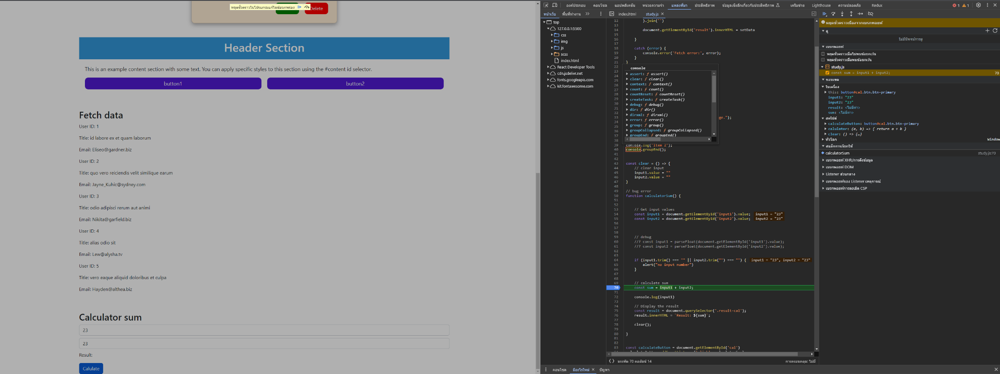 หยุดชั่วคราวในโปรแกรมแก้ไขข้อบกพร่อง
Delete
Header Section
This is an example content section with some text. You can apply specific styles to this section using the #content id selector.
button1
button2
Fetch data
User ID: 1
Title: id labore ex et quam laborum
Email: Eliseo@gardner.biz
User ID: 2
Title: quo vero reiciendis velit similique earum
Email: Jayne_Kuhic@sydney.com
User ID: 3
Title: odio adipisci rerum aut animi
Email: Nikita@garfield.biz
User ID: 4
Title: alias odio sit
Email: Lew@alysha.tv
User ID: 5
Title: vero eaque aliquid doloribus et culpa
Email: Hayden@althea.biz
Calculator sum
23
23
Result:
Calulate
องค์ประกอบ คอนโซล แอปพลิเคชัน หน่วยความจำ แหล่งที่มา ประสิทธิภาพ ข้อมูลเชิงลึกเกี่ยวกับประสิทธิภาพ เครือข่าย Lighthouse ความปลอดภัย Redux 1 1
หน้าเว็บ พื้นที่ทำงาน
top
127.0.0.1:5500
css
img
js
scss
index.html
React Developer Tools
cdn.jsdelivr.net
fonts.googleapis.com
kit.fontawesome.com
index.html study.js
12 ).join('')
13
14 document.getElementById('result').innerHTML = setData
15
16 }
17
18 catch (error) {
19 console.error('Fetch error:', error);
20 }
21 }
22
23
24
25
26
27
28
29
30
31
32
33 ge.");
34
35
36
37
38
console
assert: ƒ assert()
clear: ƒ clear()
context: ƒ context()
count: ƒ count()
countReset: ƒ countReset()
createTask: ƒ createTask()
debug: ƒ debug()
dir: ƒ dir()
dirxml: ƒ dirxml()
error: ƒ error()
group: ƒ group()
groupCollapsed: ƒ groupCollapsed()
groupEnd: ƒ groupEnd()
39 console.log("Item 2");
40 console.groupEnd();
41
42
43 const clear = () => {
44 // clear input
45 input1.value = ""
46 input2.value = ""
47 }
48
49 // bug error
50 function calculatorSum() {
51
52
53 // Get input values
54 const input1 = document.getElementById('input1').value; input1 = "23"
55 const input2 = document.getElementById('input2').value; input2 = "23"
56
57
58
59 // debug
60 //? const input1 = parseFloat(document.getElementById('input1').value);
61 //? const input2 = parseFloat(document.getElementById('input2').value);
62
63
64 if (input1.trim() === "" || input2.trim("") === "") { input1 = "23", input2 = "23"
65 alert("no input number")
66 }
67
68
69 // calculate sum
70 const sum = input1 + input2;
71
72 console.log(input1)
73
74 // Display the result
75 const result = document.querySelector('.result-cal');
76 result.innerHTML = `Result: ${sum}`;
77
78 clear();
79
80 }
81
82
83 const calculateButton = document.getElementById('cal')
{} บรรทัด 70 คอลัมน์ 14 การครอบคลุม: ไม่มี
คอนโซล มีอะไรใหม่ ปัญหา
หยุดชั่วคราวเนื่องจากเบรกพอยท์
ดู
ไม่มีนิพจน์การดู
เบรกพอยท์
หยุดชั่วคราวเมื่อไม่พบข้อยกเว้น
หยุดชั่วคราวเมื่อพบข้อยกเว้น
study.js
const sum = input1 + input2; 70
ขอบเขต
ในเครื่อง
this: button#cal.btn.btn-primary
input1: "23"
input2: "23"
result: <ไม่มีค่า>
sum: <ไม่มีค่า>
สคริปต์
calculateButton: button#cal.btn.btn-primary
calulator: (a, b) => { return a + b }
clear: () => {…}
ทั่วโลก Window
สแต็กการเรียกใช้
calculatorSum study.js:70
เบรกพอยท์ XHR/การดึงข้อมูล
เบรกพอยท์ DOM
Listener ส่วนกลาง
เบรกพอยท์ของ Listener เหตุการณ์
เบรกพอยท์การละเมิด CSP